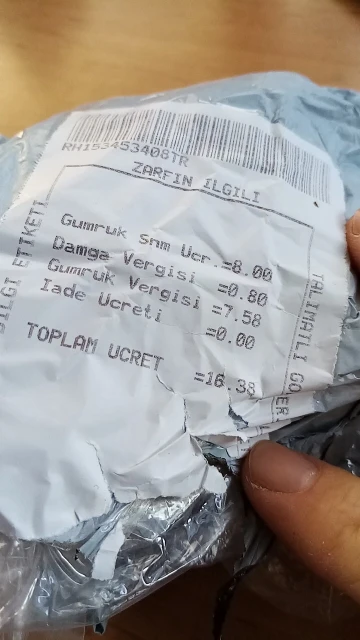 RH153453408TR
ZARFIN ILGILI
BILGI ETIKETI
Gumruk Snm Ucr.=8.00
Damga Vergisi =0.80
Gumruk Vergisi =7.58
Iade Ucreti =0.00
TOPLAM UCRET =16.38
TALIMATLI GONDER